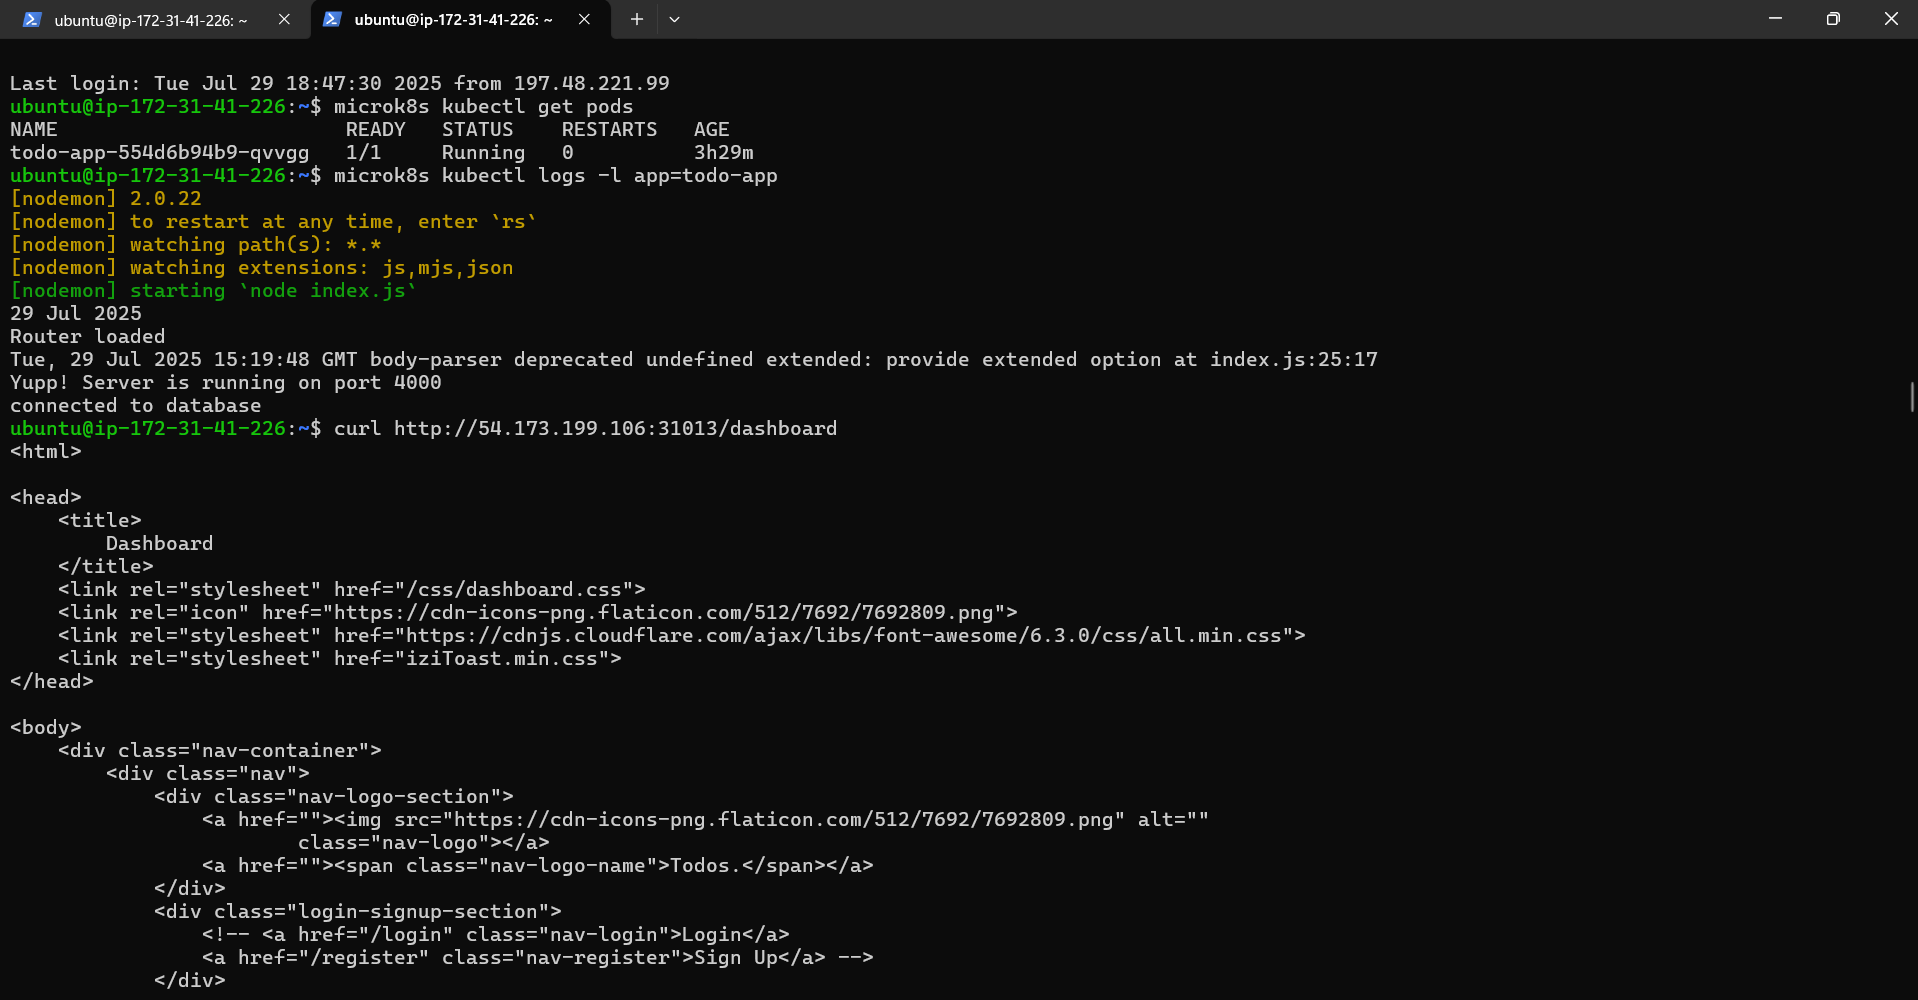 ubuntu@ip-172-31-41-226: ~
ubuntu@ip-172-31-41-226: ~
Last login: Tue Jul 29 18:47:30 2025 from 197.48.221.99
ubuntu@ip-172-31-41-226:~$ microk8s kubectl get pods
NAME                        READY   STATUS    RESTARTS   AGE
todo-app-554d6b94b9-qvvgg   1/1     Running   0          3h29m
ubuntu@ip-172-31-41-226:~$ microk8s kubectl logs -l app=todo-app
[nodemon] 2.0.22
[nodemon] to restart at any time, enter `rs`
[nodemon] watching path(s): *.*
[nodemon] watching extensions: js,mjs,json
[nodemon] starting `node index.js`
29 Jul 2025
Router loaded
Tue, 29 Jul 2025 15:19:48 GMT body-parser deprecated undefined extended: provide extended option at index.js:25:17
Yupp! Server is running on port 4000
connected to database
ubuntu@ip-172-31-41-226:~$ curl http://54.173.199.106:31013/dashboard
<html>

<head>
    <title>
        Dashboard
    </title>
    <link rel="stylesheet" href="/css/dashboard.css">
    <link rel="icon" href="https://cdn-icons-png.flaticon.com/512/7692/7692809.png">
    <link rel="stylesheet" href="https://cdnjs.cloudflare.com/ajax/libs/font-awesome/6.3.0/css/all.min.css">
    <link rel="stylesheet" href="iziToast.min.css">
</head>

<body>
    <div class="nav-container">
        <div class="nav">
            <div class="nav-logo-section">
                <a href=""><img src="https://cdn-icons-png.flaticon.com/512/7692/7692809.png" alt=""
                        class="nav-logo"></a>
                <a href=""><span class="nav-logo-name">Todos.</span></a>
            </div>
            <div class="login-signup-section">
                <!-- <a href="/login" class="nav-login">Login</a>
                <a href="/register" class="nav-register">Sign Up</a> -->
            </div>